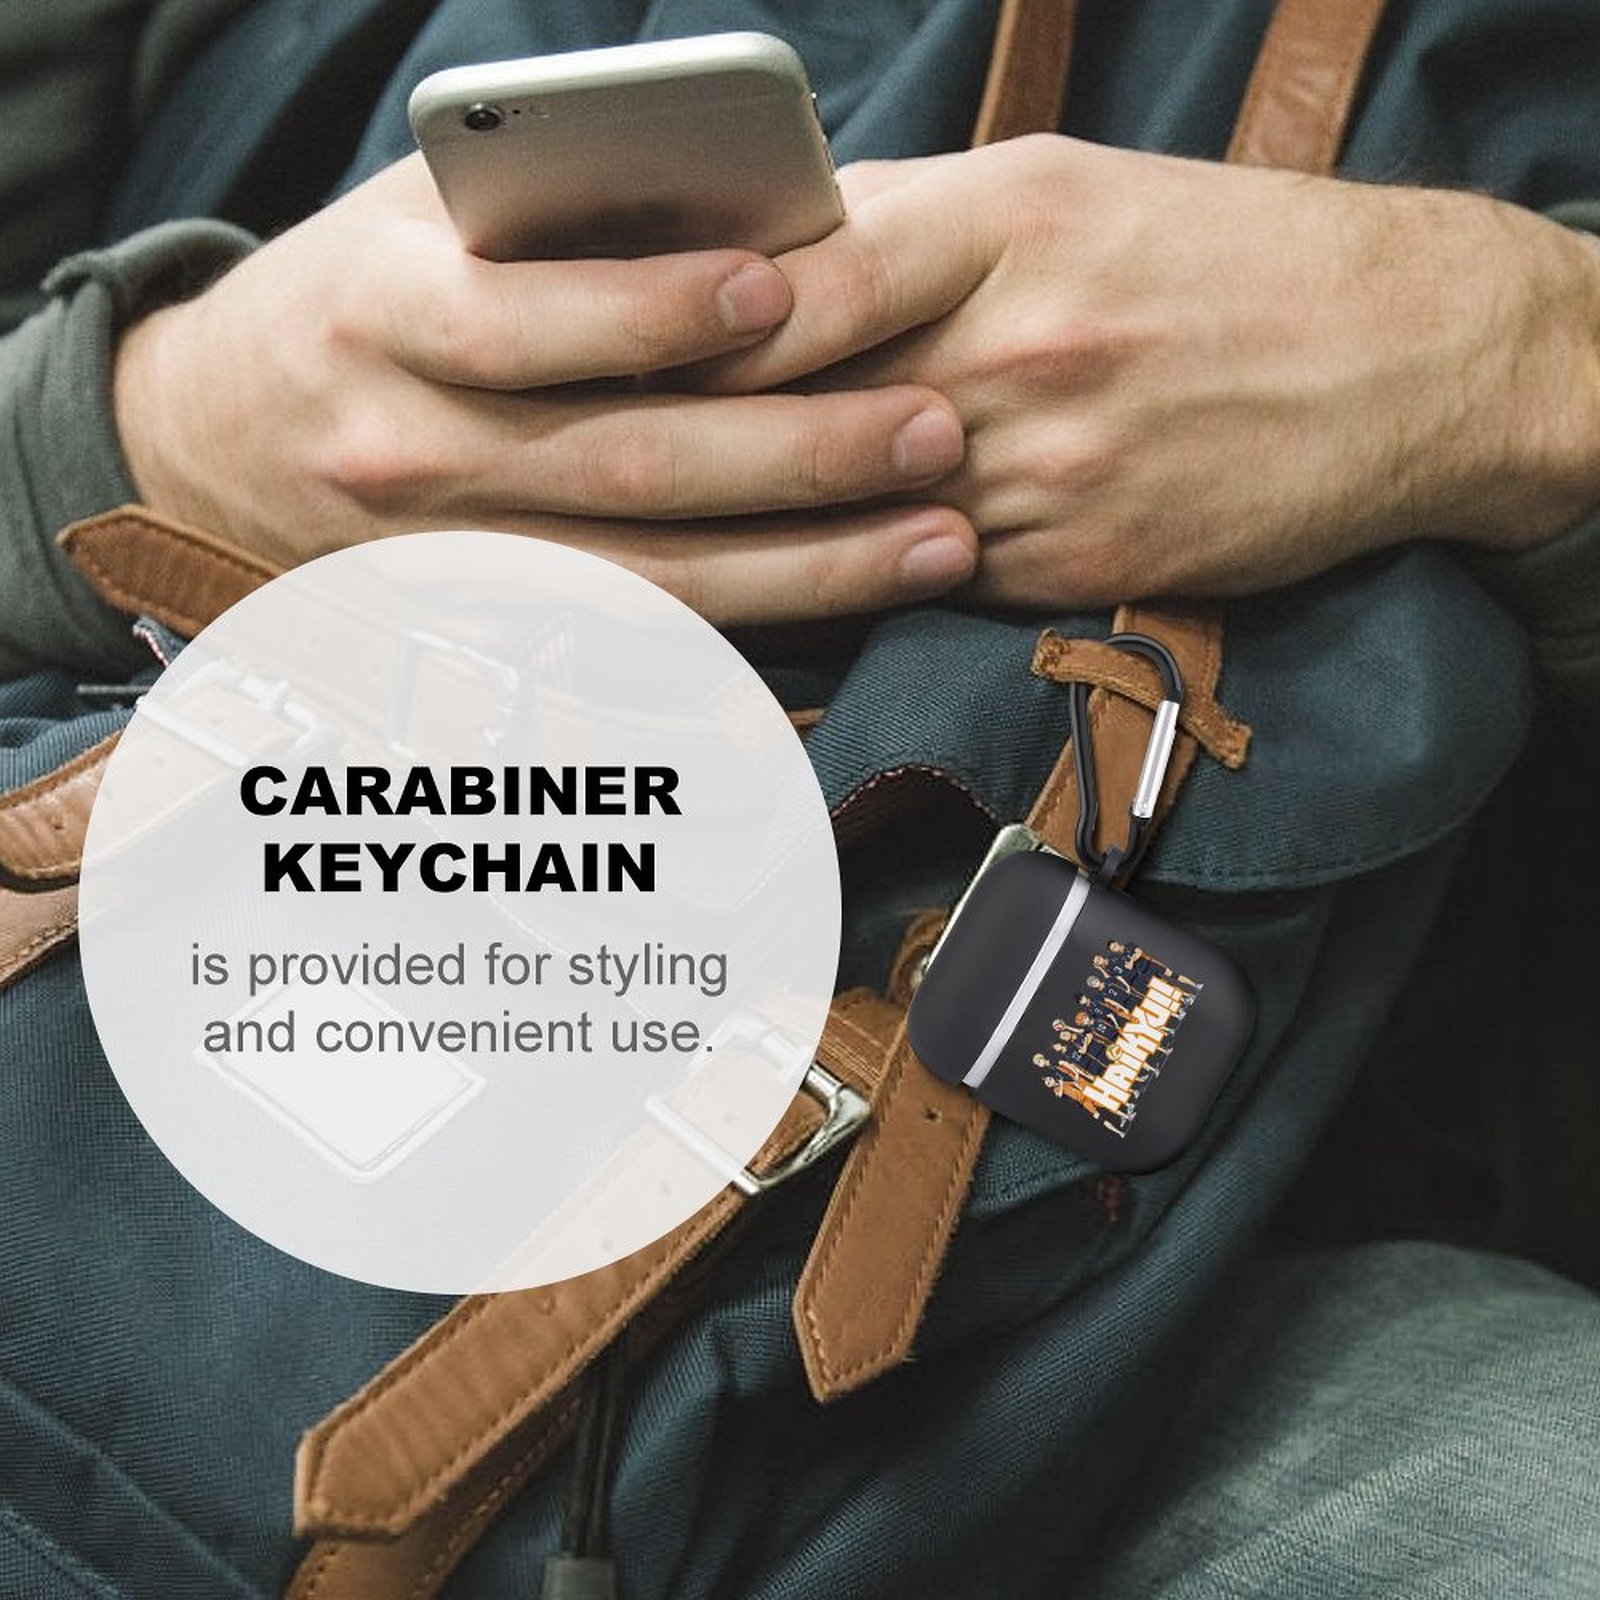 CARABINER
KEYCHAIN
is provided for styling
and convenient use.
HAIKYU!!